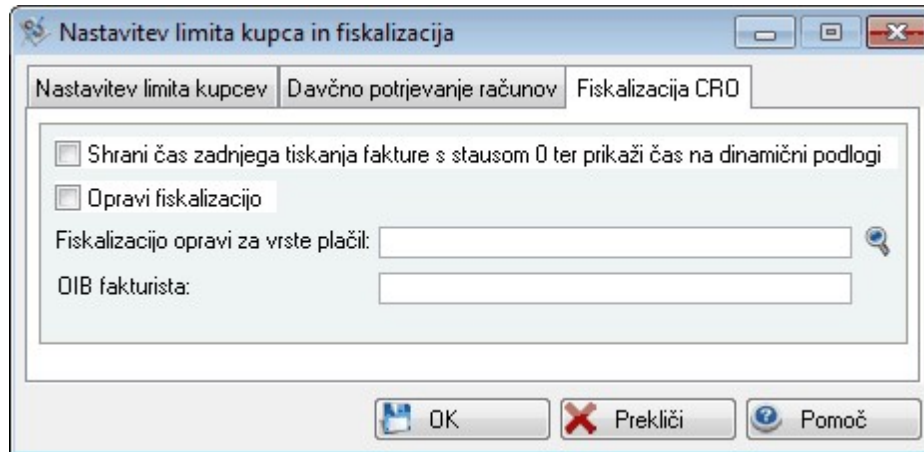 Nastavitev limita kupca in fiskalizacija
Nastavitev limita kupcev Davčno potrjevanje računov Fiskalizacija CRO
Shrani čas zadnjega tiskanja fakture s stausom 0 ter prikaži čas na dinamični podlogi
Opravi fiskalizacijo
Fiskalizacijo opravi za vrste plačil:
OIB fakturista:
OK Prekliči Pomoč